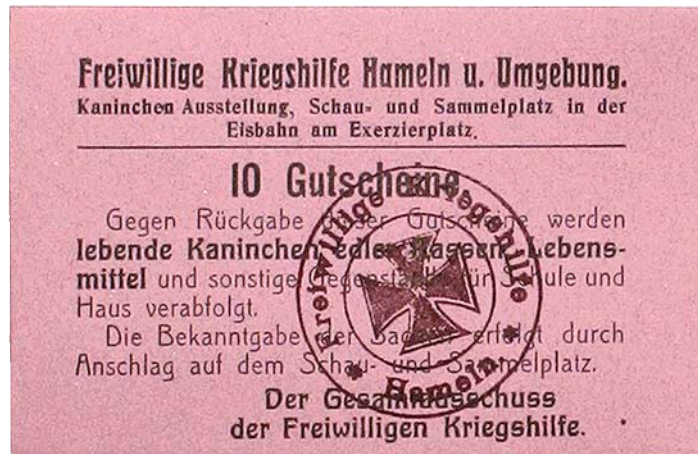 Freiwillige Kriegshilfe Hameln u. Umgebung.
Kaninchen Ausstellung, Schau- und Sammelplatz in der
Eisbahn am Exerzierplatz.
10 Gutscheine.
Gegen Rückgabe dieser Gutscheine werden
lebende Kaninchen, edler Rassen, Lebens-
mittel und sonstige Gegenstände für Schule und
Haus verabfolgt.
Die Bekanntgabe der Sachen erfolgt durch
Anschlag auf dem Schau- und Sammelplatz.
Der Gesamtausschuss
der Freiwilligen Kriegshilfe.
Freiwillige Kriegshilfe * Hameln *